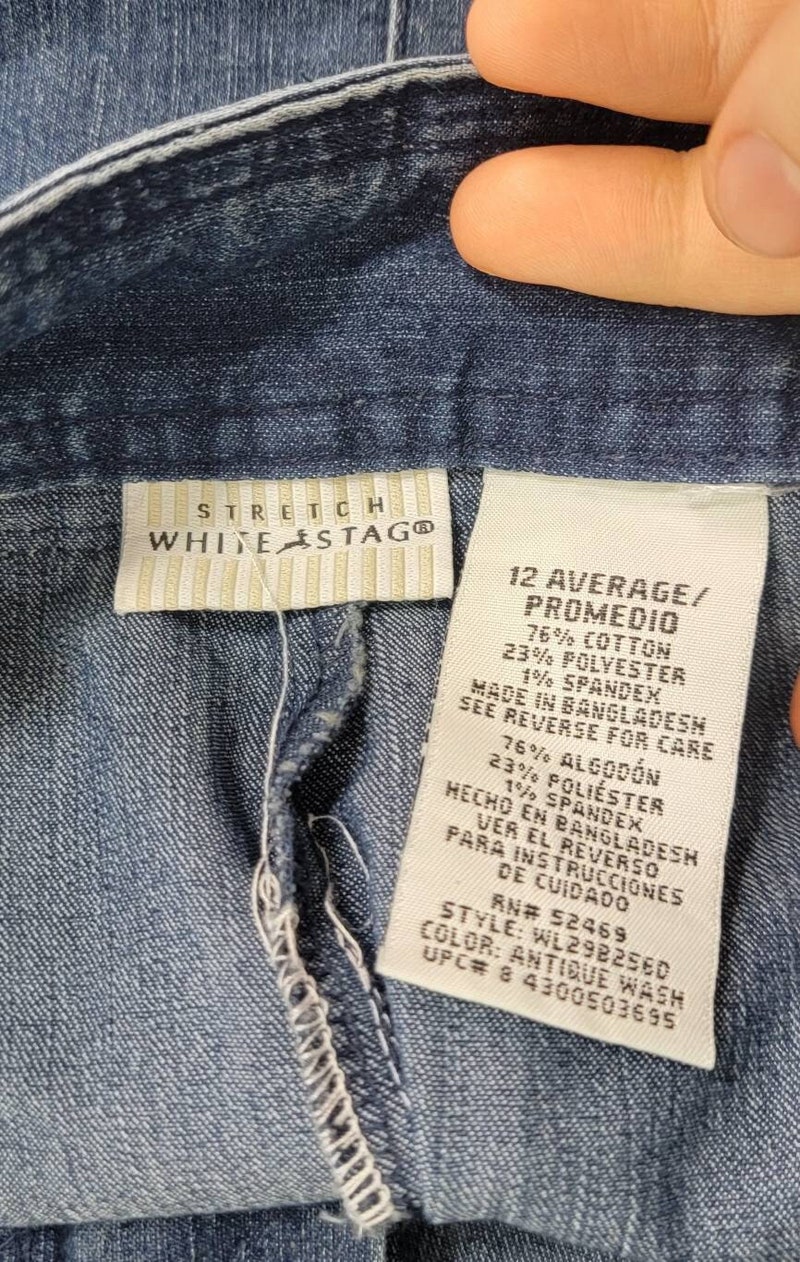 STRETCH
WHITE STAG®
12 AVERAGE/
PROMEDIO
76% COTTON
23% POLYESTER
1% SPANDEX
MADE IN BANGLADESH
SEE REVERSE FOR CARE
76% ALGODÓN
23% POLIÉSTER
1% SPANDEX
HECHO EN BANGLADESH
VER EL REVERSO
PARA INSTRUCCIONES
DE CUIDADO
RN# 52469
STYLE: WL29B256D
COLOR: ANTIQUE WASH
UPC# 8 4300503695